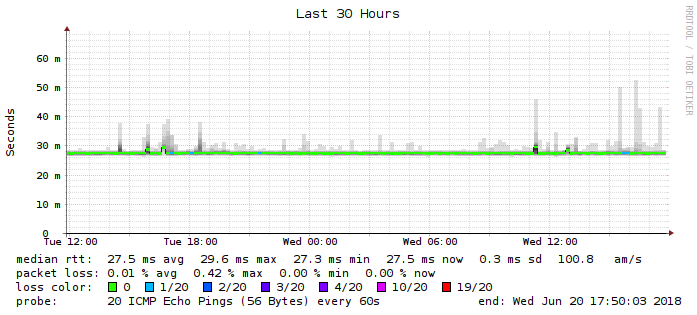 Last 30 Hours
RRDTOOL / TOBI OETIKER
Seconds
60 m
50 m
40 m
30 m
20 m
10 m
0
Tue 12:00 Tue 18:00 Wed 00:00 Wed 06:00 Wed 12:00
median rtt: 27.5 ms avg 29.6 ms max 27.3 ms min 27.5 ms now 0.3 ms sd 100.8 am/s
packet loss: 0.01 % avg 0.42 % max 0.00 % min 0.00 % now
loss color: 0 1/20 2/20 3/20 4/20 10/20 19/20
probe: 20 ICMP Echo Pings (56 Bytes) every 60s end: Wed Jun 20 17:50:03 2018